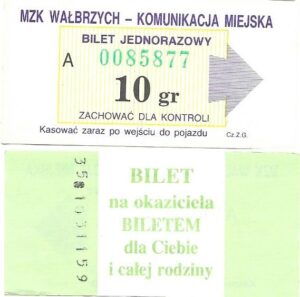 MZK WAŁBRZYCH – KOMUNIKACJA MIEJSKA
BILET JEDNORAZOWY
A 0085877
10 gr
ZACHOWAĆ DLA KONTROLI
Kasować zaraz po wejściu do pojazdu
Cz.Z.G.
BILET
na okaziciela
BILETEM
dla Ciebie
i całej rodziny